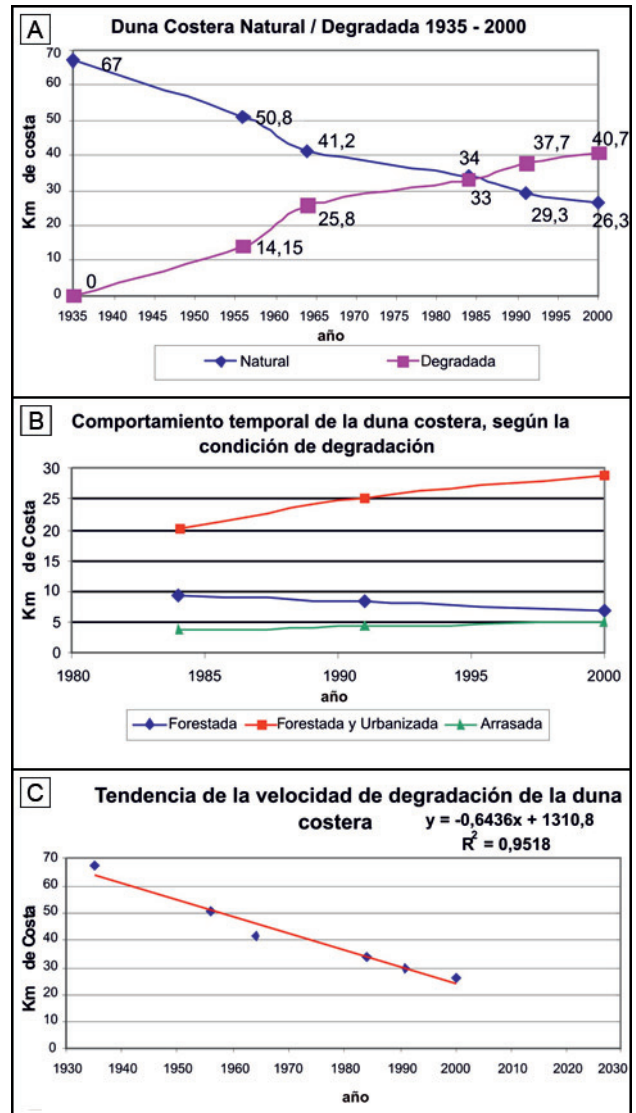 A
Duna Costera Natural / Degradada 1935 - 2000
Km de costa
70
60
50
40
30
20
10
0
67
50,8
41,2
34
37,7
40,7
0
14,15
25,8
33
29,3
26,3
1935 1940 1945 1950 1955 1960 1965 1970 1975 1980 1985 1990 1995 2000
año
Natural Degradada
B
Comportamiento temporal de la duna costera, según la
condición de degradación
Km de Costa
30
25
20
15
10
5
0
1980 1985 1990 1995 2000
año
Forestada Forestada y Urbanizada Arrasada
C
Tendencia de la velocidad de degradación de la duna
costera
y = -0,6436x + 1310,8
R2 = 0,9518
Km de Costa
70
60
50
40
30
20
10
0
1930 1940 1950 1960 1970 1980 1990 2000 2010 2020 2030
año